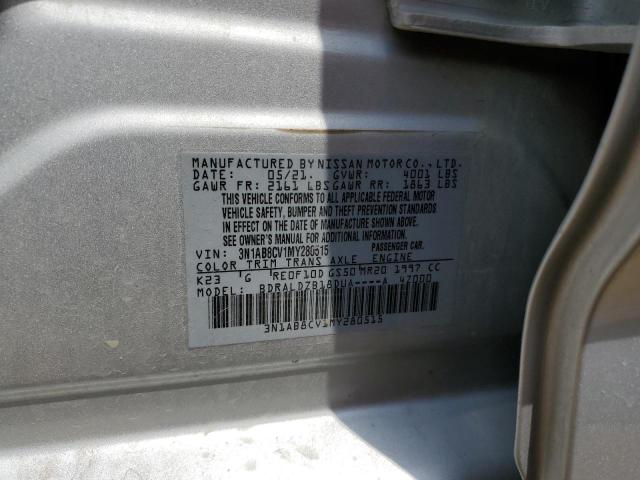 MANUFACTURED BY NISSAN MOTOR CO., LTD.
DATE: 05/21. GVWR: 4001 LBS
GAWR FR: 2161 LBS GAWR RR: 1863 LBS
THIS VEHICLE CONFORMS TO ALL APPLICABLE FEDERAL MOTOR
VEHICLE SAFETY, BUMPER AND THEFT PREVENTION STANDARDS
IN EFFECT ON THE DATE OF MANUFACTURE SHOWN ABOVE.
SEE OWNER'S MANUAL FOR ADDITIONAL INFORMATION.
VIN: 3N1AB8CV1MY280515 PASSENGER CAR.
COLOR TRIM TRANS AXLE ENGINE
K23 G RE0F10D GS50 MR20 1997 CC
MODEL: BDRALDZB18DUA----A 4Z000
3N1AB8CV1MY280515